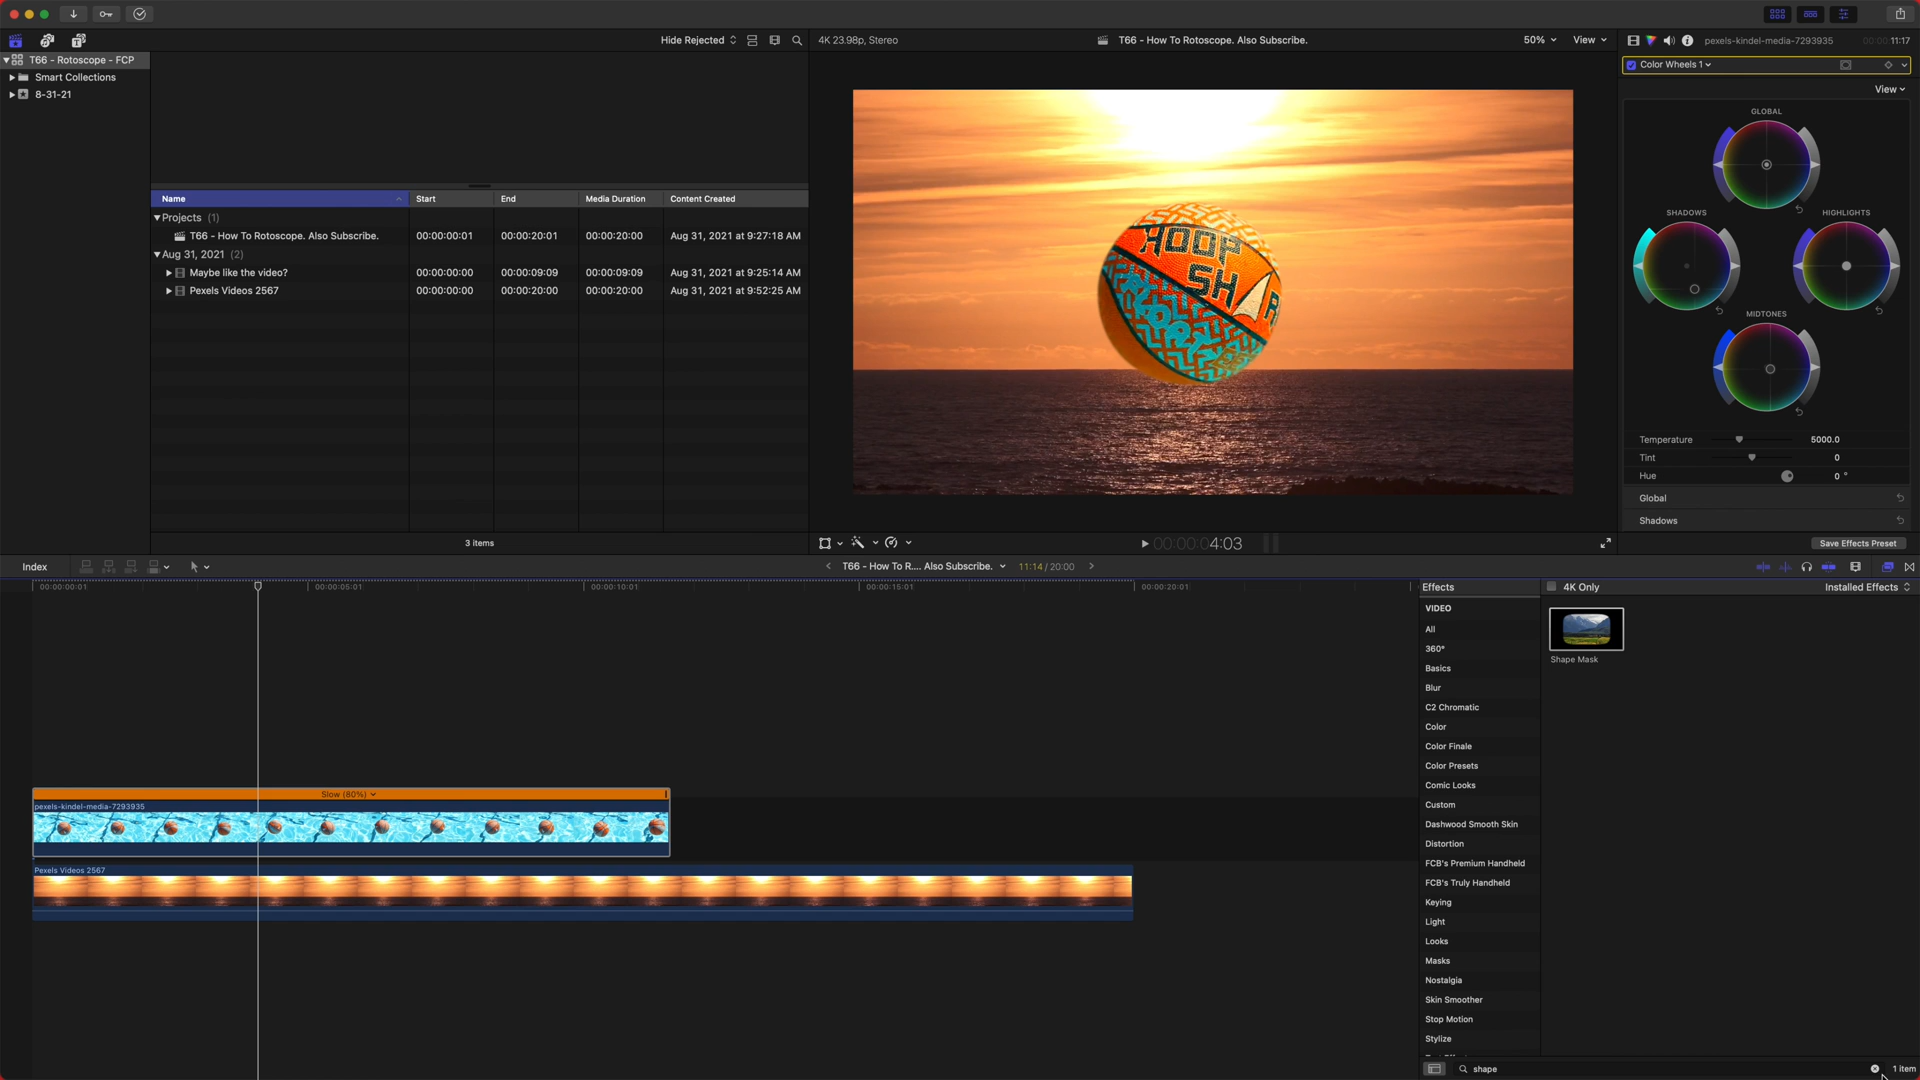 Hide Rejected
4K 23.98p, Stereo
T66 - How To Rotoscope. Also Subscribe.
50%
View
pexels-kindel-media-7293935
00:00:0011:17
T66 - Rotoscope - FCP
Smart Collections
8-31-21
Color Wheels 1
View
GLOBAL
SHADOWS
HIGHLIGHTS
MIDTONES
Temperature 5000.0
Tint 0
Hue 0 °
Global
Shadows
Save Effects Preset
Name Start End Media Duration Content Created
Projects (1)
T66 - How To Rotoscope. Also Subscribe. 00:00:00:01 00:00:20:01 00:00:20:00 Aug 31, 2021 at 9:27:18 AM
Aug 31, 2021 (2)
Maybe like the video? 00:00:00:00 00:00:09:09 00:00:09:09 Aug 31, 2021 at 9:25:14 AM
Pexels Videos 2567 00:00:00:00 00:00:20:00 00:00:20:00 Aug 31, 2021 at 9:52:25 AM
3 items
HOOP
SH
R
00:00:04:03
Index
T66 - How To R.... Also Subscribe.
11:14 / 20:00
00:00:00:01
00:00:05:01
00:00:10:01
00:00:15:01
00:00:20:01
Slow (80%)
pexels-kindel-media-7293935
Pexels Videos 2567
Effects
4K Only
Installed Effects
VIDEO
All
360°
Basics
Blur
C2 Chromatic
Color
Color Finale
Color Presets
Comic Looks
Custom
Dashwood Smooth Skin
Distortion
FCB's Premium Handheld
FCB's Truly Handheld
Keying
Light
Looks
Masks
Nostalgia
Skin Smoother
Stop Motion
Stylize
Shape Mask
shape
1 item